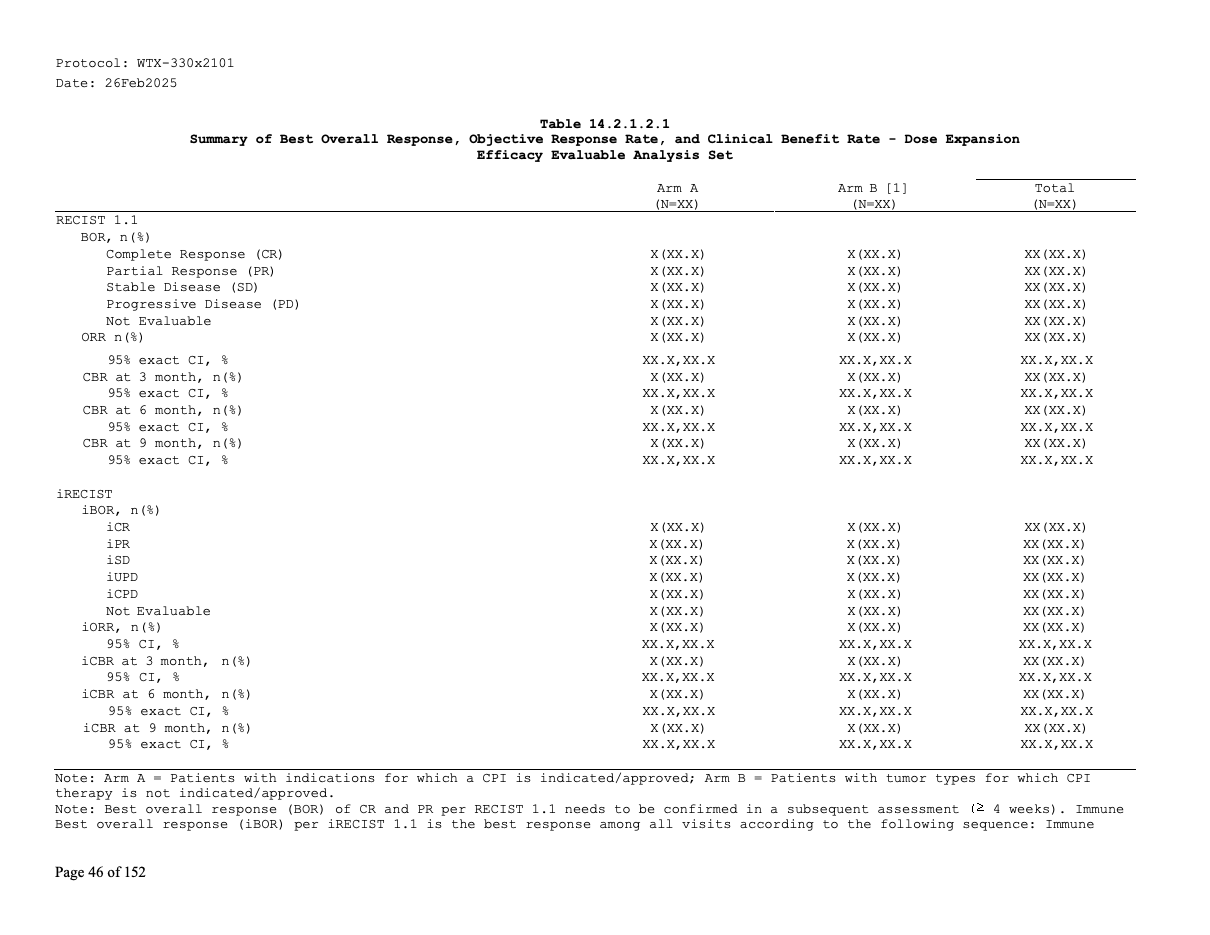 Protocol: WTX-330x2101
Date: 26Feb2025
Table 14.2.1.2.1
Summary of Best Overall Response, Objective Response Rate, and Clinical Benefit Rate - Dose Expansion
Efficacy Evaluable Analysis Set
Arm A Arm B [1] Total
(N=XX) (N=XX) (N=XX)
RECIST 1.1
BOR, n(%)
Complete Response (CR) X(XX.X) X(XX.X) XX(XX.X)
Partial Response (PR) X(XX.X) X(XX.X) XX(XX.X)
Stable Disease (SD) X(XX.X) X(XX.X) XX(XX.X)
Progressive Disease (PD) X(XX.X) X(XX.X) XX(XX.X)
Not Evaluable X(XX.X) X(XX.X) XX(XX.X)
ORR n(%) X(XX.X) X(XX.X) XX(XX.X)
95% exact CI, % XX.X,XX.X XX.X,XX.X XX.X,XX.X
CBR at 3 month, n(%) X(XX.X) X(XX.X) XX(XX.X)
95% exact CI, % XX.X,XX.X XX.X,XX.X XX.X,XX.X
CBR at 6 month, n(%) X(XX.X) X(XX.X) XX(XX.X)
95% exact CI, % XX.X,XX.X XX.X,XX.X XX.X,XX.X
CBR at 9 month, n(%) X(XX.X) X(XX.X) XX(XX.X)
95% exact CI, % XX.X,XX.X XX.X,XX.X XX.X,XX.X
iRECIST
iBOR, n(%)
iCR X(XX.X) X(XX.X) XX(XX.X)
iPR X(XX.X) X(XX.X) XX(XX.X)
iSD X(XX.X) X(XX.X) XX(XX.X)
iUPD X(XX.X) X(XX.X) XX(XX.X)
iCPD X(XX.X) X(XX.X) XX(XX.X)
Not Evaluable X(XX.X) X(XX.X) XX(XX.X)
iORR, n(%) X(XX.X) X(XX.X) XX(XX.X)
95% CI, % XX.X,XX.X XX.X,XX.X XX.X,XX.X
iCBR at 3 month, n(%) X(XX.X) X(XX.X) XX(XX.X)
95% CI, % XX.X,XX.X XX.X,XX.X XX.X,XX.X
iCBR at 6 month, n(%) X(XX.X) X(XX.X) XX(XX.X)
95% exact CI, % XX.X,XX.X XX.X,XX.X XX.X,XX.X
iCBR at 9 month, n(%) X(XX.X) X(XX.X) XX(XX.X)
95% exact CI, % XX.X,XX.X XX.X,XX.X XX.X,XX.X
Note: Arm A = Patients with indications for which a CPI is indicated/approved; Arm B = Patients with tumor types for which CPI
therapy is not indicated/approved.
Note: Best overall response (BOR) of CR and PR per RECIST 1.1 needs to be confirmed in a subsequent assessment (≥ 4 weeks). Immune
Best overall response (iBOR) per iRECIST 1.1 is the best response among all visits according to the following sequence: Immune
Page 46 of 152